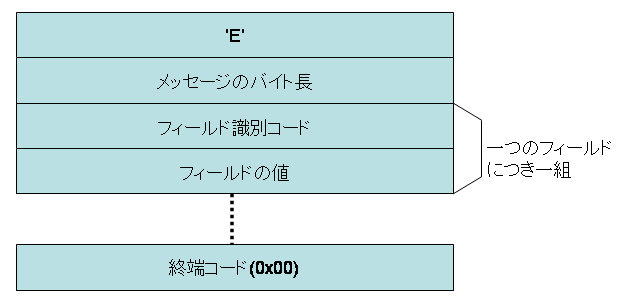 'E'
メッセージのバイト長
フィールド識別コード
フィールドの値
一つのフィールド
につき一組
終端コード(0x00)